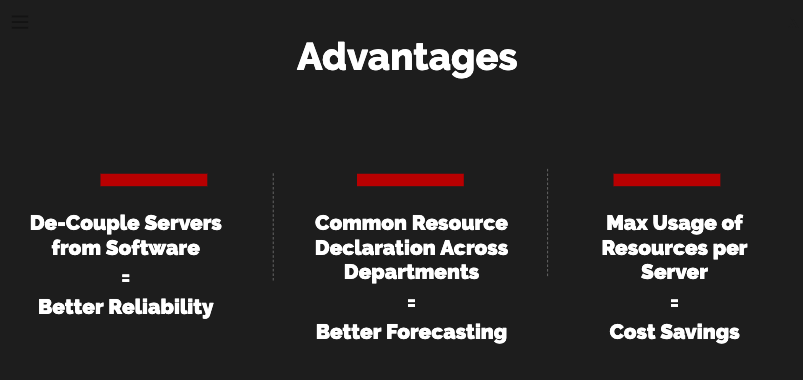 Advantages
De-Couple Servers
from Software
=
Better Reliability
Common Resource
Declaration Across
Departments
=
Better Forecasting
Max Usage of
Resources per
Server
=
Cost Savings